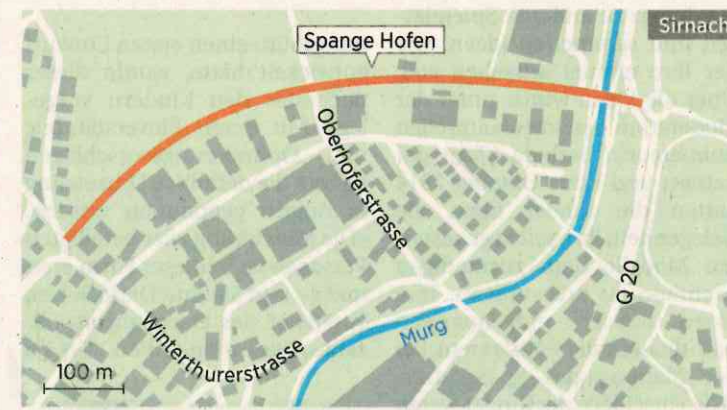 Sirnach
Spange Hofen
Oberhoferstrasse
Q 20
Murg
Winterthurerstrasse
100 m